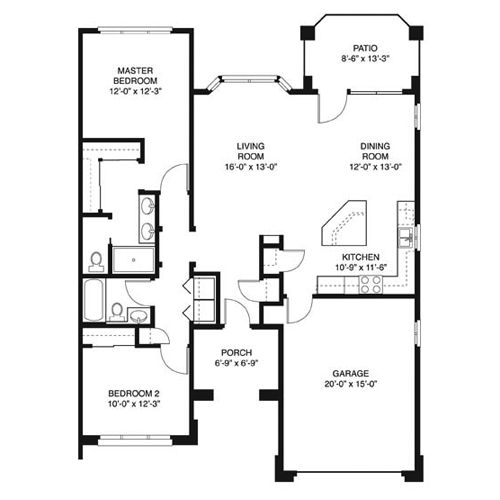 PATIO
8'-6" x 13'-3"
MASTER
BEDROOM
12'-0" x 12'-3"
LIVING
ROOM
16'-0" x 13'-0"
DINING
ROOM
12'-0" x 13'-0"
KITCHEN
10'-9" x 11'-6"
PORCH
6'-9" x 6'-9"
GARAGE
20'-0" x 15'-0"
BEDROOM 2
10'-0" x 12'-3"